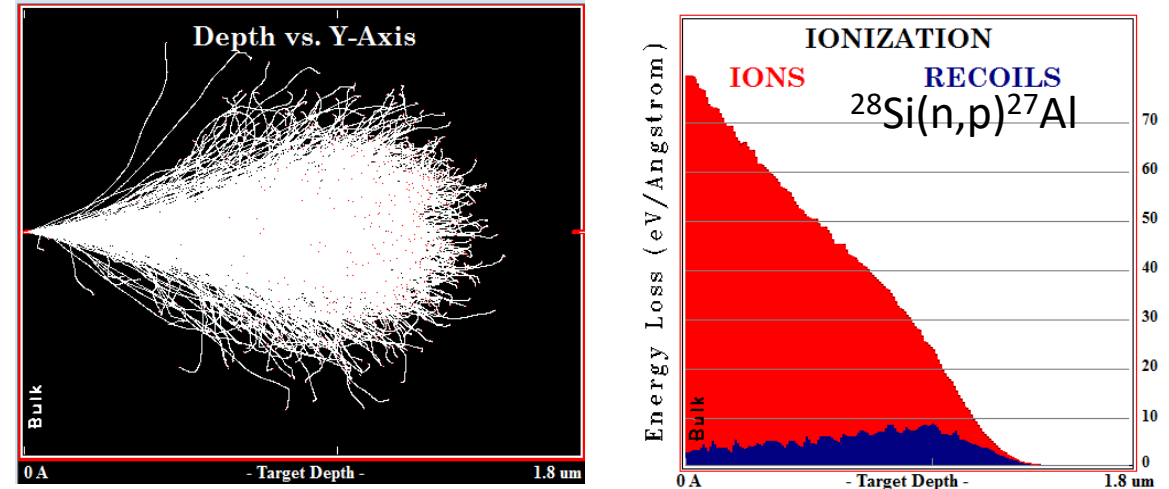 Depth vs. Y-Axis
Bulk
0 A - Target Depth - 1.8 um
IONIZATION
IONS RECOILS
²⁸Si(n,p)²⁷Al
Energy Loss (eV/Angstrom)
70
60
50
40
30
20
10
0
Bulk
0 A - Target Depth - 1.8 um